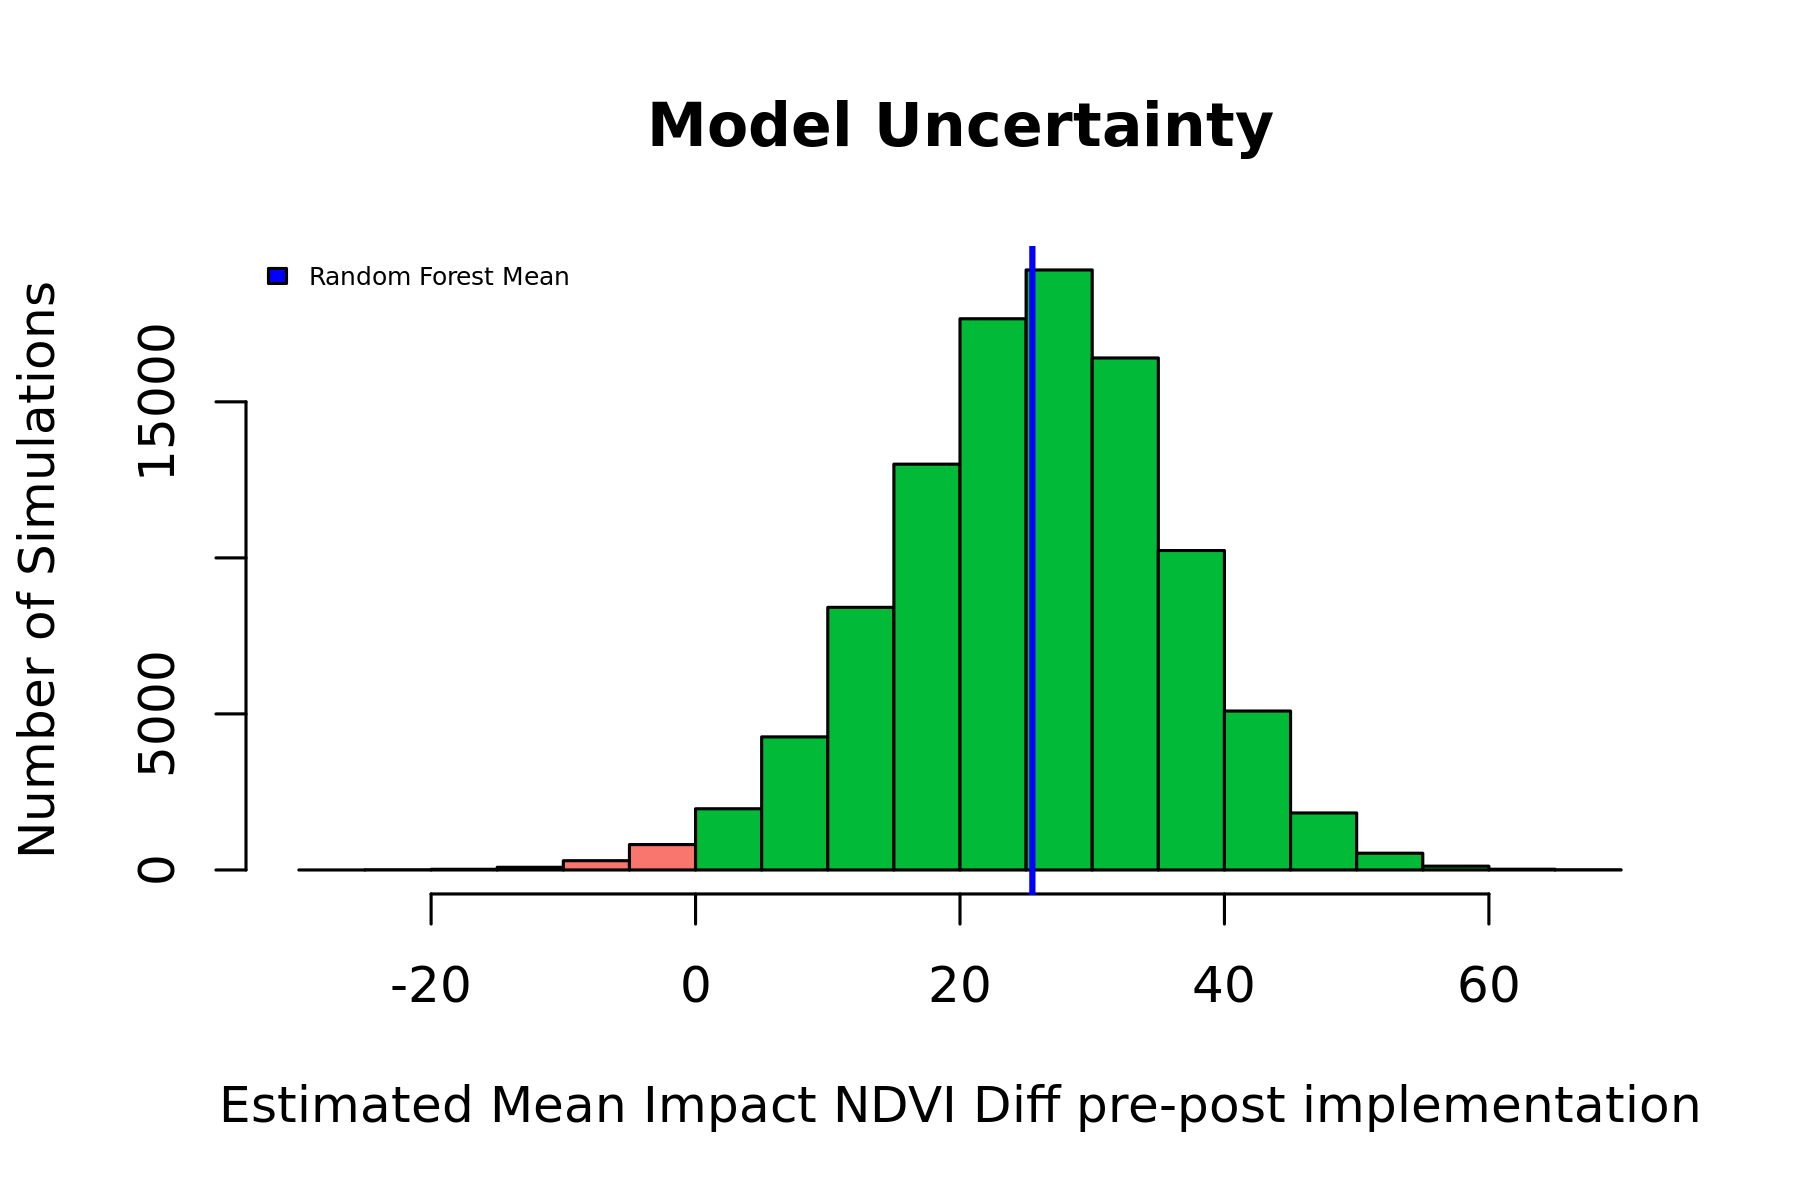 Model Uncertainty
Random Forest Mean
Number of Simulations
15000
5000
0
-20 0 20 40 60
Estimated Mean Impact NDVI Diff pre-post implementation